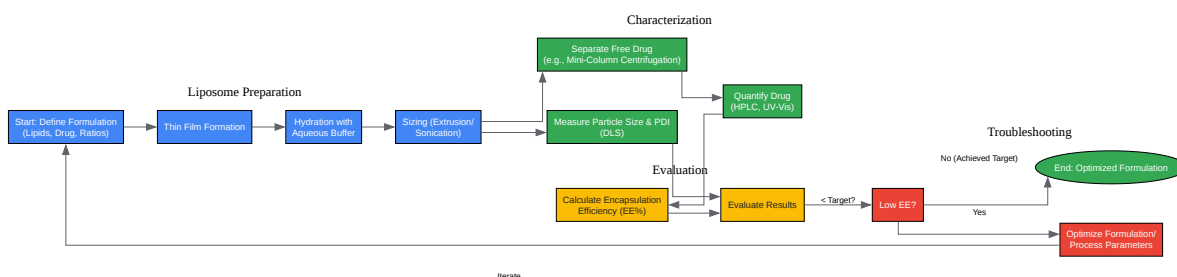 Characterization
Separate Free Drug
(e.g., Mini-Column Centrifugation)
Liposome Preparation
Quantify Drug
(HPLC, UV-Vis)
Start: Define Formulation
(Lipids, Drug, Ratios)
Thin Film Formation
Hydration with
Aqueous Buffer
Sizing (Extrusion/
Sonication)
Measure Particle Size & PDI
(DLS)
Troubleshooting
No (Achieved Target)
End: Optimized Formulation
Evaluation
Calculate Encapsulation
Efficiency (EE%)
Evaluate Results
< Target?
Low EE?
Yes
Optimize Formulation/
Process Parameters
Iterate